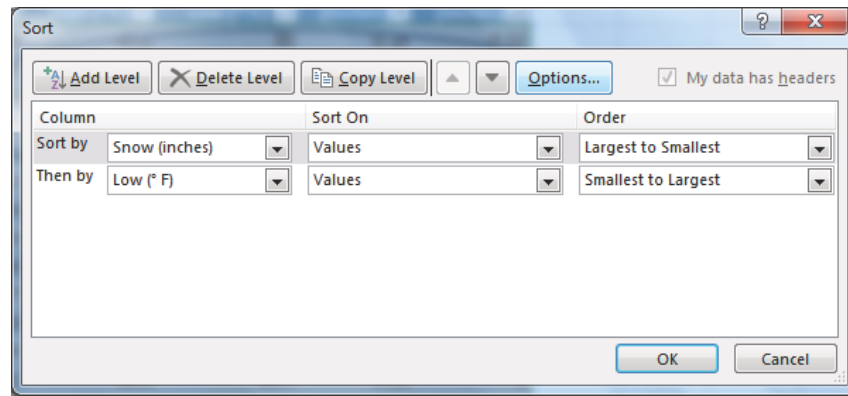 Sort
Add Level Delete Level Copy Level Options... My data has headers
Column Sort On Order
Sort by Snow (inches) Values Largest to Smallest
Then by Low (° F) Values Smallest to Largest
OK Cancel